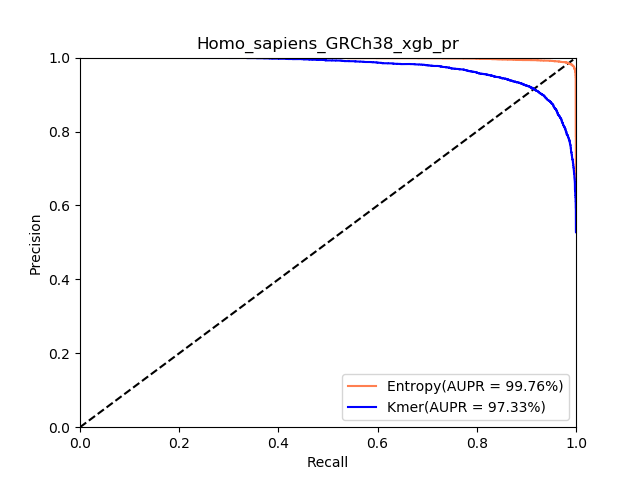 Homo_sapiens_GRCh38_xgb_pr
1.0
0.8
0.6
0.4
0.2
0.0
Precision
Entropy(AUPR = 99.76%)
Kmer(AUPR = 97.33%)
0.0 0.2 0.4 0.6 0.8 1.0
Recall